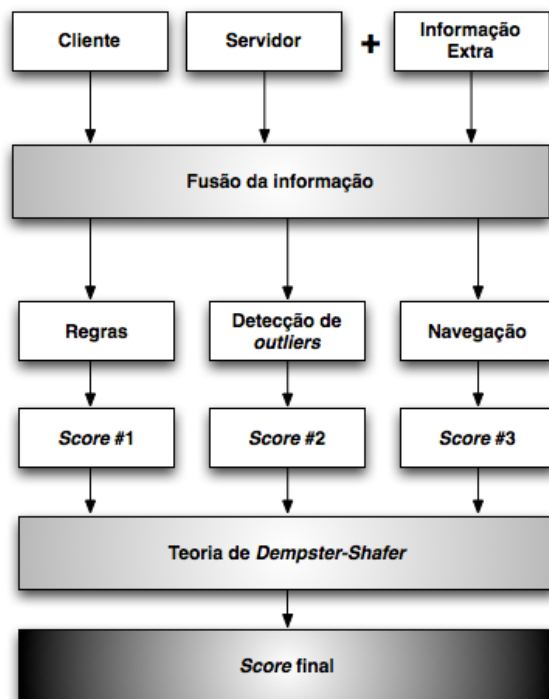 Cliente
Servidor
+
Informação
Extra
Fusão da informação
Regras
Detecção de
outliers
Navegação
Score #1
Score #2
Score #3
Teoria de Dempster-Shafer
Score final